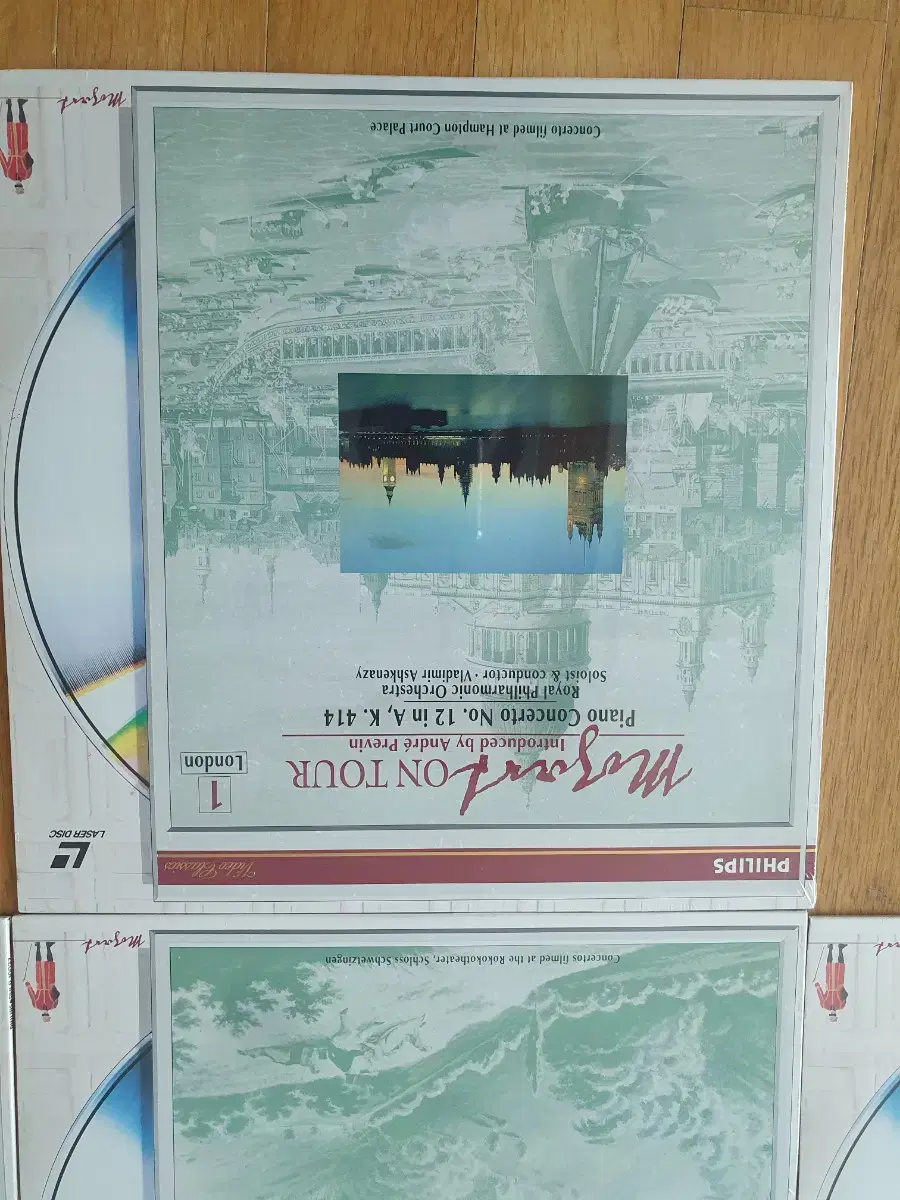 PHILIPS
Video Classics
LASER DISC
Mozart ON TOUR
Introduced by André Previn
1
London
Piano Concerto No. 12 in A, K. 414
Royal Philharmonic Orchestra
Soloist & conductor · Vladimir Ashkenazy
Concerto filmed at Hampton Court Palace
Mozart
Concertos filmed at the Rokokotheater, Schloss Schwetzingen
Mozart